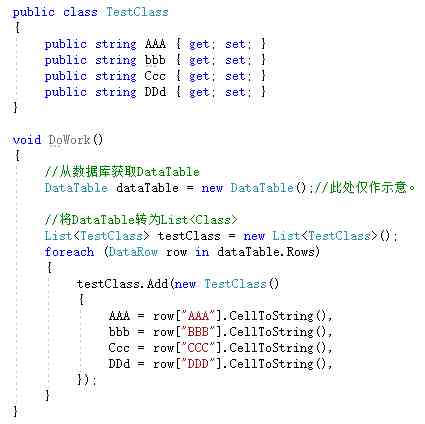 public class TestClass
{
public string AAA { get; set; }
public string bbb { get; set; }
public string Ccc { get; set; }
public string DDd { get; set; }
}
void DoWork()
{
//从数据库获取DataTable
DataTable dataTable = new DataTable();//此处仅作示意。
//将DataTable转为List<Class>
List<TestClass> testClass = new List<TestClass>();
foreach (DataRow row in dataTable.Rows)
{
testClass.Add(new TestClass()
{
AAA = row["AAA"].CellToString(),
bbb = row["BBB"].CellToString(),
Ccc = row["CCC"].CellToString(),
DDd = row["DDD"].CellToString(),
});
}
}